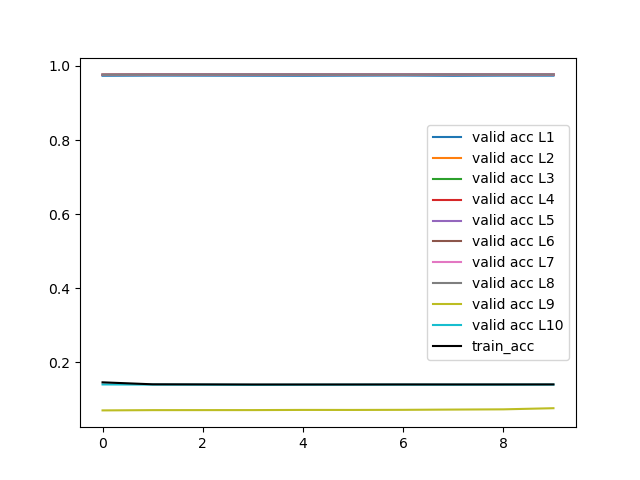 1.0
0.8
0.6
0.4
0.2
0
2
4
6
8
valid acc L1
valid acc L2
valid acc L3
valid acc L4
valid acc L5
valid acc L6
valid acc L7
valid acc L8
valid acc L9
valid acc L10
train_acc